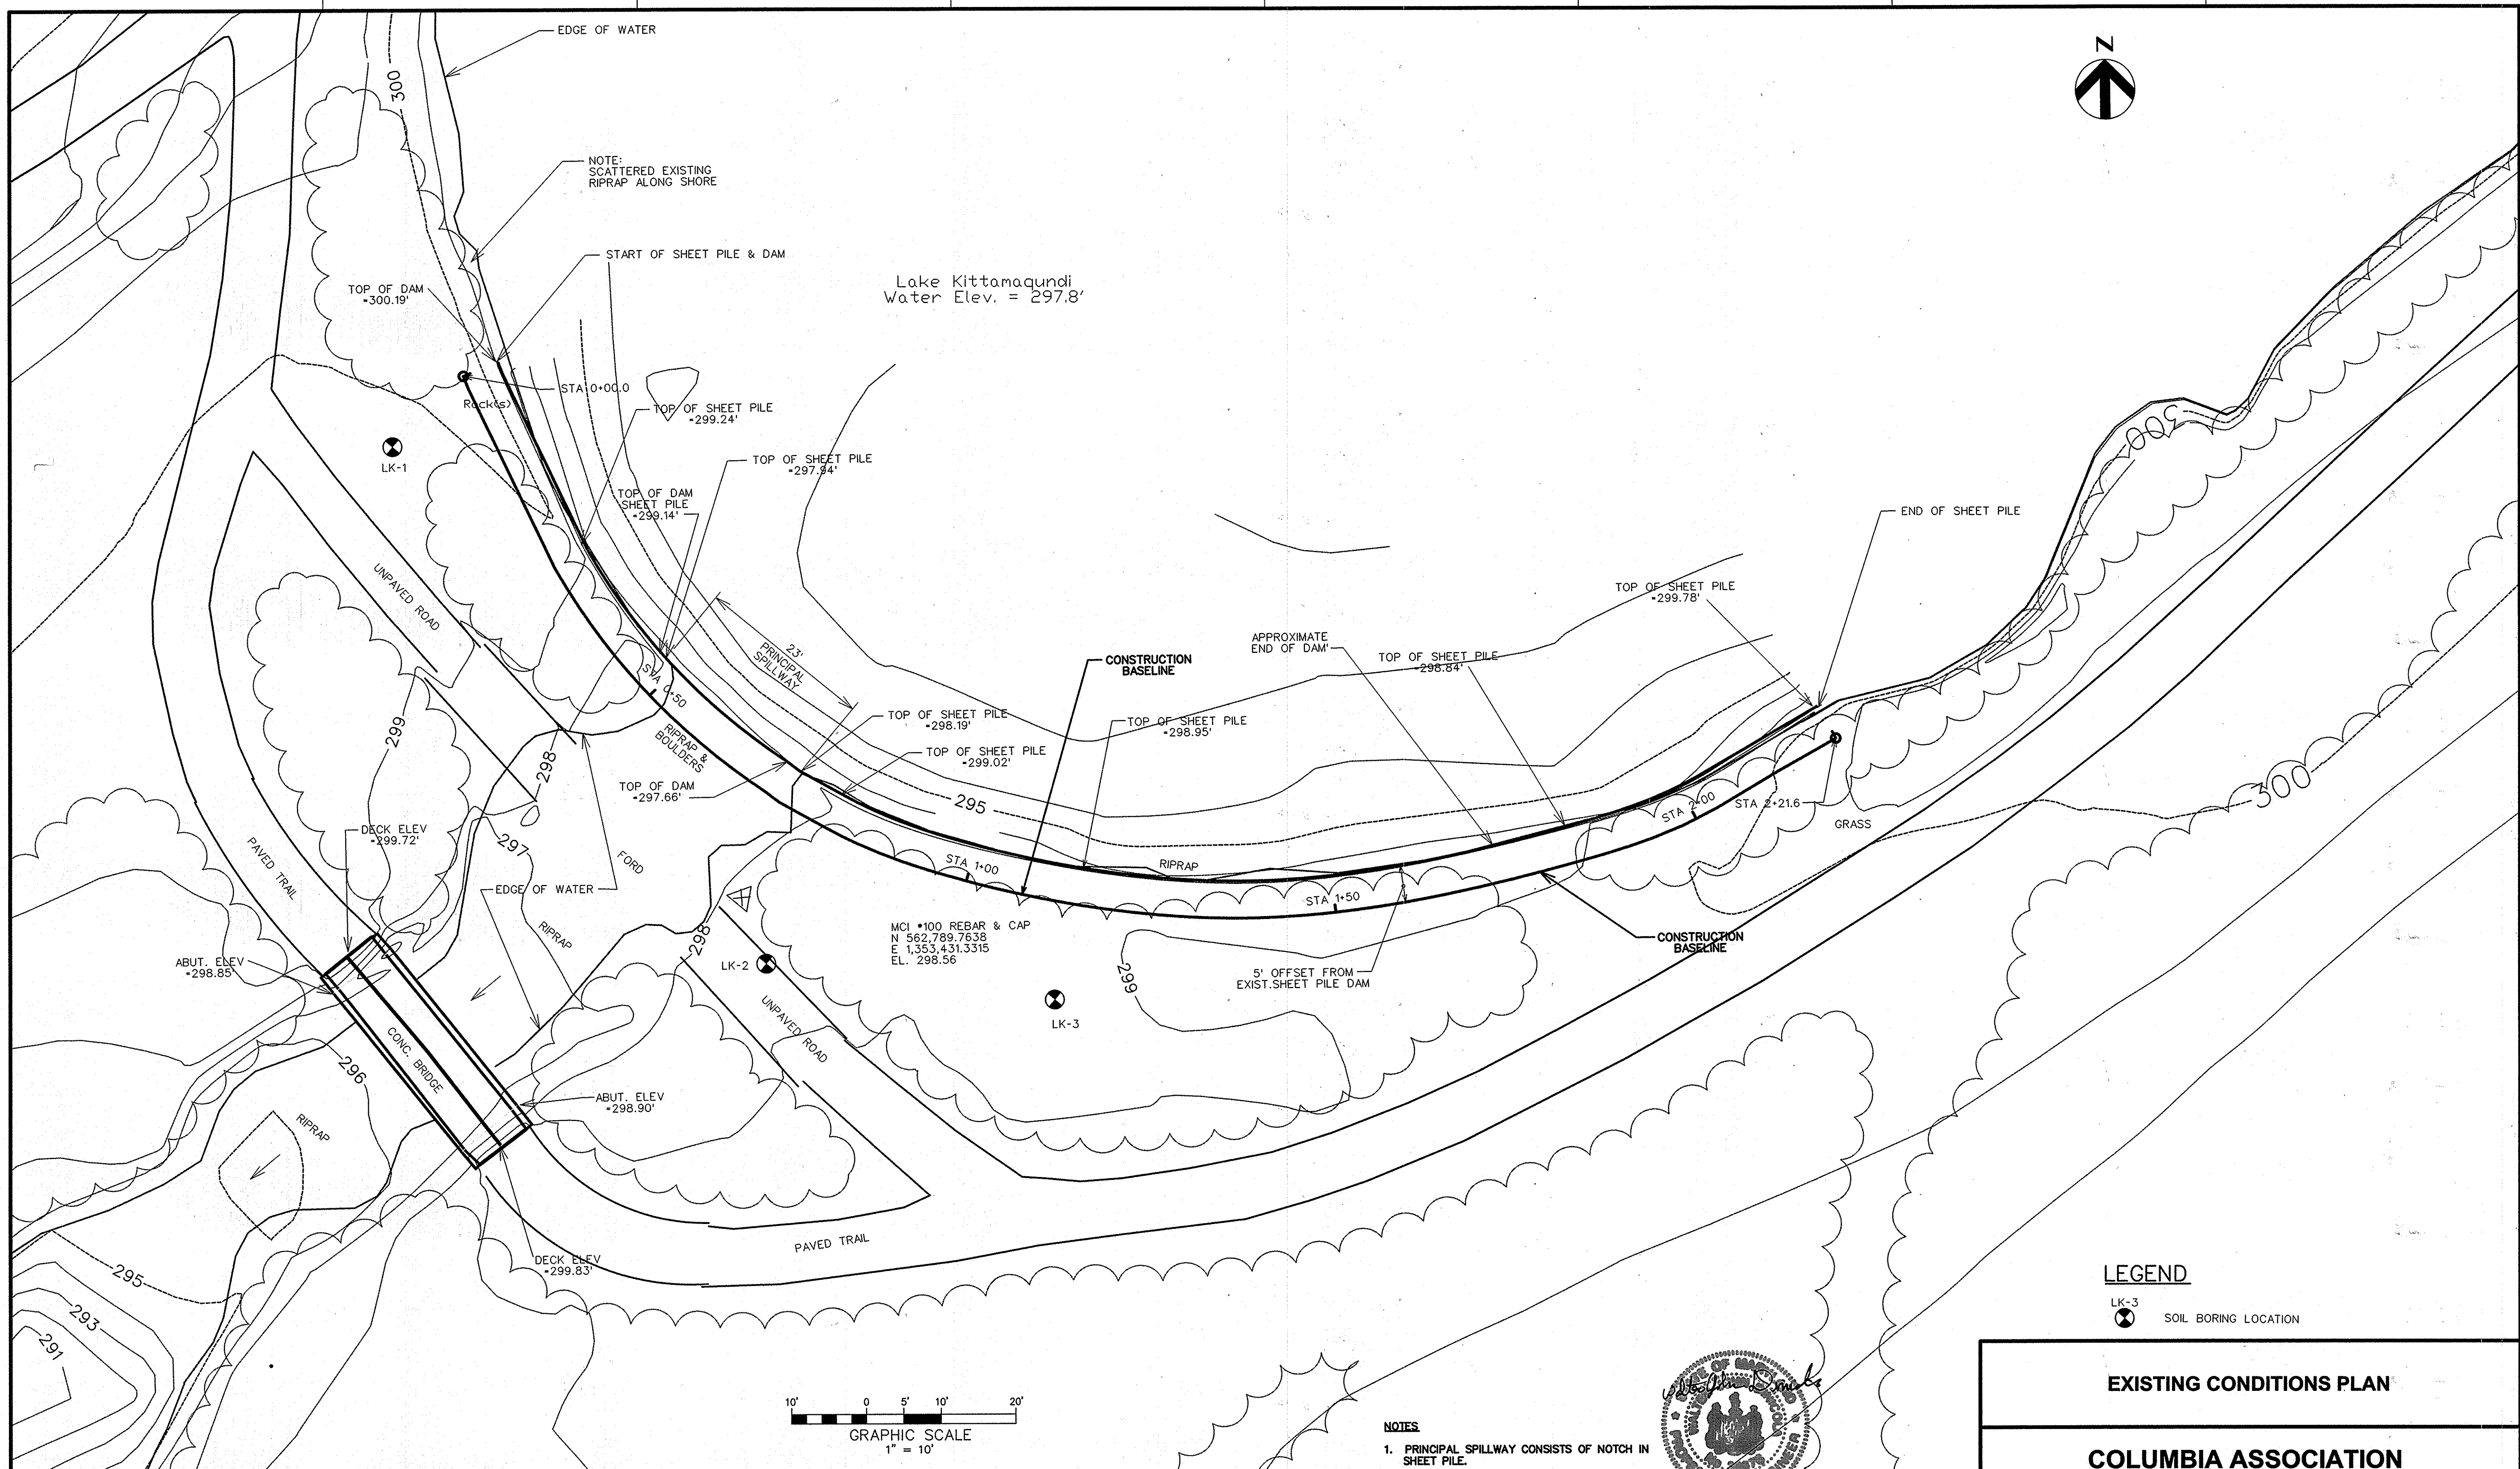 EDGE OF WATER
N
300
NOTE:
SCATTERED EXISTING
RIPRAP ALONG SHORE
START OF SHEET PILE & DAM
TOP OF DAM
=300.19'
Lake Kittamaqundi
Water Elev. = 297.8'
STA 0+00.0
Rock(s)
TOP OF SHEET PILE
=299.24'
LK-1
TOP OF SHEET PILE
=297.94'
TOP OF DAM
SHEET PILE
=299.14'
300
END OF SHEET PILE
UNPAVED ROAD
TOP OF SHEET PILE
=299.78'
23'
PRINCIPAL
SPILLWAY
APPROXIMATE
END OF DAM'
TOP OF SHEET PILE
=298.84'
CONSTRUCTION
BASELINE
STA 0+50
299
RIPRAP &
BOULDERS
TOP OF SHEET PILE
=298.19'
TOP OF SHEET PILE
=298.95'
TOP OF SHEET PILE
=299.02'
298
TOP OF DAM
=297.66'
295
STA 2+00
STA 2+21.6
300
GRASS
DECK ELEV
=299.72'
297
FORD
PAVED TRAIL
STA 1+00
RIPRAP
EDGE OF WATER
STA 1+50
RIPRAP
MCI #100 REBAR & CAP
N 562,789.7638
E 1,353,431.3315
EL. 298.56
298
CONSTRUCTION
BASELINE
ABUT. ELEV
=298.85'
LK-2
299
5' OFFSET FROM
EXIST.SHEET PILE DAM
LK-3
UNPAVED ROAD
CONC. BRIDGE
296
ABUT. ELEV
=298.90'
RIPRAP
PAVED TRAIL
DECK ELEV
=299.83'
295
293
291
LEGEND
LK-3
SOIL BORING LOCATION
10' 0 5' 10' 20'
GRAPHIC SCALE
1" = 10'
NOTES
1. PRINCIPAL SPILLWAY CONSISTS OF NOTCH IN
SHEET PILE.
EXISTING CONDITIONS PLAN
COLUMBIA ASSOCIATION